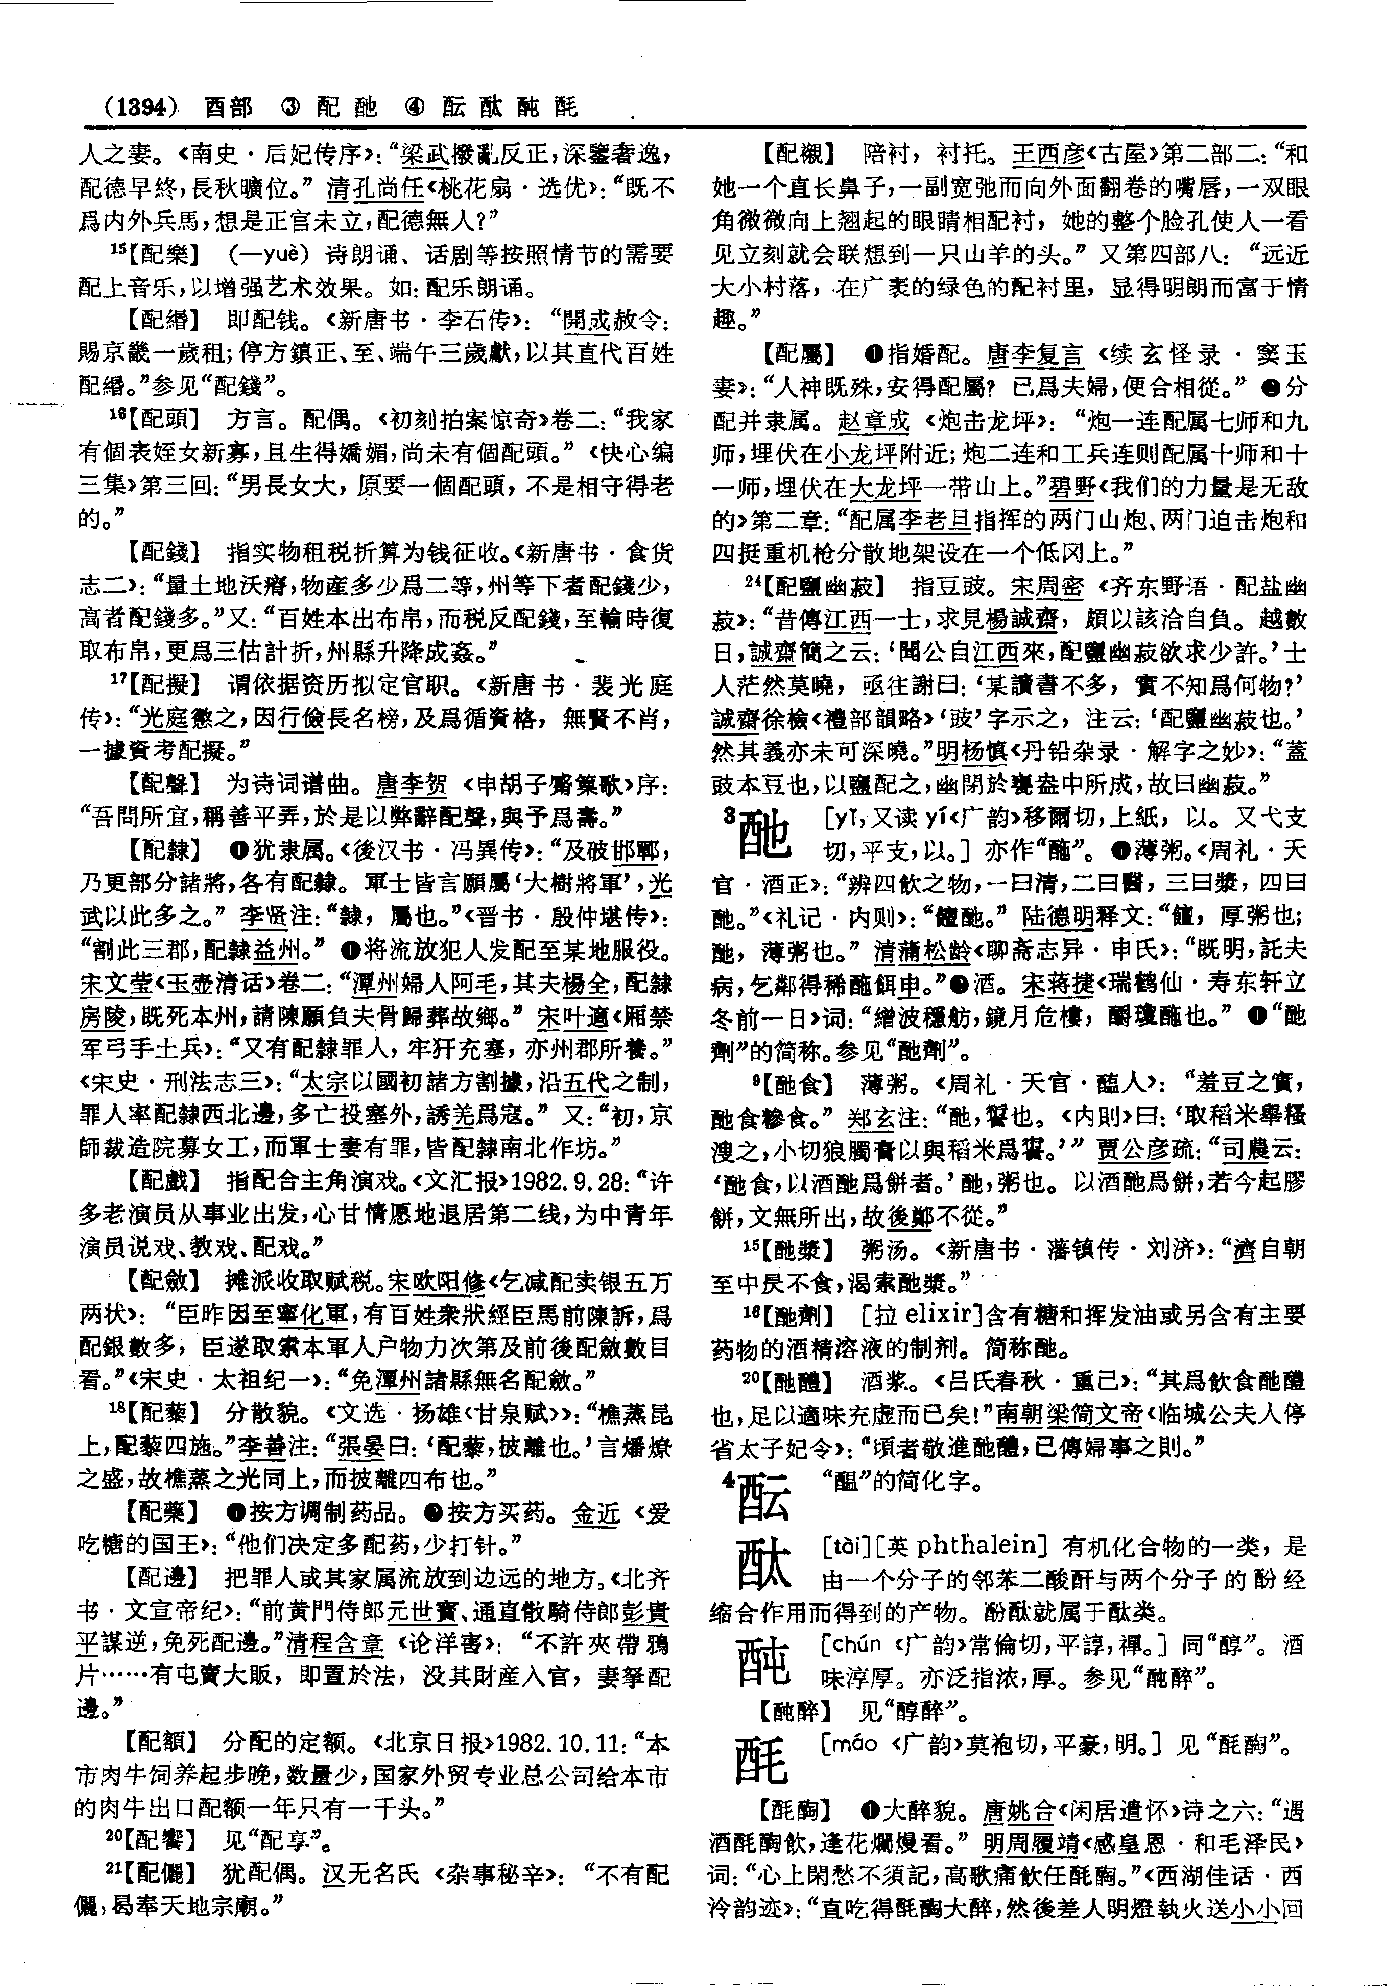 (1394) 酉部 ③ 配 酏 ④ 酝 酞 酕 酕
人之妻。《南史·后妃传序》：“梁武撥亂反正，深鑒奢逸，
配德早終，長秋曠位。” 清孔尚任《桃花扇·选优》：“既不
爲内外兵馬，想是正官未立，配德無人？”
¹⁵【配樂】 (—yuè) 诗朗诵、话剧等按照情节的需要
配上音乐，以增强艺术效果。如：配乐朗诵。
【配緡】 即配钱。《新唐书·李石传》：“開成赦令：
賜京畿一歲租；停方鎮正、至、端午三歲獻，以其直代百姓
配緡。”参见“配錢”。
¹⁶【配頭】 方言。配偶。《初刻拍案惊奇》卷二：“我家
有個表姪女新寡，且生得嬌媚，尚未有個配頭。”《快心编
三集》第三回：“男長女大，原要一個配頭，不是相守得老
的。”
【配錢】 指实物租税折算为钱征收。《新唐书·食货
志二》：“量土地沃瘠，物產多少爲二等，州等下者配錢少，
高者配錢多。”又：“百姓本出布帛，而税反配錢，至輸時復
取布帛，更爲三估計折，州縣升降成姦。”
¹⁷【配擬】 谓依据资历拟定官职。《新唐书·裴光庭
传》：“光庭懲之，因行儉長名榜，及爲循資格，無賢不肖，
一據資考配擬。”
【配聲】 为诗词谱曲。唐李贺《申胡子觱篥歌》序：
“吾問所宜，稱善平弄，於是以弊辭配聲，與予爲壽。”
【配隸】 ❶犹隶属。《後汉书·冯異传》：“及破邯鄲，
乃更部分諸將，各有配隸。軍士皆言願屬‘大樹將軍’，光
武以此多之。” 李贤注：“隸，屬也。”《晋书·殷仲堪传》：
“割此三郡，配隸益州。” ❷将流放犯人发配至某地服役。
宋文莹《玉壶清话》卷二：“潭州婦人阿毛，其夫楊全，配隸
房陵，既死本州，請陳願負夫骨歸葬故鄉。” 宋叶適《厢禁
军弓手土兵》：“又有配隸罪人，牢犴充塞，亦州郡所養。”
《宋史·刑法志三》：“太宗以國初諸方割據，沿五代之制，
罪人率配隸西北邊，多亡投塞外，誘羌爲寇。” 又：“初，京
師裁造院募女工，而軍士妻有罪，皆配隸南北作坊。”
【配戲】 指配合主角演戏。《文汇报》1982.9.28：“许
多老演员从事业出发，心甘情愿地退居第二线，为中青年
演员说戏、教戏、配戏。”
【配斂】 摊派收取赋税。宋欧阳修《乞减配卖银五万
两状》：“臣昨因至寧化軍，有百姓衆狀經臣馬前陳訴，爲
配銀數多，臣遂取索本軍人户物力次第及前後配斂數目
看。”《宋史·太祖纪一》：“免潭州諸縣無名配斂。”
¹⁸【配藜】 分散貌。《文选·扬雄〈甘泉赋〉》：“樵蒸昆
上，配藜四施。”李善注：“張晏曰：‘配藜，披離也。’言燔燎
之盛，故樵蒸之光同上，而披離四布也。”
【配藥】 ❶按方调制药品。❷按方买药。金近《爱
吃糖的国王》：“他们决定多配药，少打针。”
【配邊】 把罪人或其家属流放到边远的地方。《北齐
书·文宣帝纪》：“前黄門侍郎元世寶、通直散騎侍郎彭貴
平謀逆，免死配邊。”清程含章《论洋害》：“不許夾帶鴉
片……有屯賣大販，即置於法，没其財産入官，妻孥配
邊。”
【配額】 分配的定额。《北京日报》1982.10.11：“本
市肉牛饲养起步晚，数量少，国家外贸专业总公司给本市
的肉牛出口配额一年只有一千头。”
²⁰【配饗】 见“配享”。
²¹【配儷】 犹配偶。汉无名氏《杂事秘辛》：“不有配
儷，曷奉天地宗廟。”
【配襯】 陪衬，衬托。王西彦《古屋》第二部二：“和
她一个直长鼻子，一副宽弛而向外面翻卷的嘴唇，一双眼
角微微向上翘起的眼睛相配衬，她的整个脸孔使人一看
见立刻就会联想到一只山羊的头。” 又第四部八：“远近
大小村落，在广袤的绿色的配衬里，显得明朗而富于情
趣。”
【配屬】 ❶指婚配。唐李复言《续玄怪录·窦玉
妻》：“人神既殊，安得配屬？已爲夫婦，便合相從。” ❷分
配并隶属。赵章成《炮击龙坪》：“炮一连配属七师和九
师，埋伏在小龙坪附近；炮二连和工兵连则配属十师和十
一师，埋伏在大龙坪一带山上。”碧野《我们的力量是无敌
的》第二章：“配属李老旦指挥的两门山炮、两门迫击炮和
四挺重机枪分散地架设在一个低冈上。”
²⁴【配鹽幽菽】 指豆豉。宋周密《齐东野语·配盐幽
菽》：“昔傳江西一士，求見楊誠齋，頗以該洽自負。越數
日，誠齋簡之云：‘聞公自江西來，配鹽幽菽欲求少許。’士
人茫然莫曉，亟往謝曰：‘某讀書不多，實不知爲何物？’
誠齋徐檢《禮部韻略》‘豉’字示之，注云：‘配鹽幽菽也。’
然其義亦未可深曉。”明杨慎《丹铅杂录·解字之妙》：“蓋
豉本豆也，以鹽配之，幽閉於甕盎中所成，故曰幽菽。”
³酏 [yǐ，又读 yí《广韵》移爾切，上紙，以。又弋支
切，平支，以。] 亦作“酏”。❶薄粥。《周礼·天
官·酒正》：“辨四飲之物，一曰清，二曰醫，三曰漿，四曰
酏。”《礼记·内则》：“饘酏。” 陆德明释文：“饘，厚粥也；
酏，薄粥也。” 清蒲松龄《聊斋志异·申氏》：“既明，託夫
病，乞鄰得稀酏餌申。”❷酒。宋蒋捷《瑞鹤仙·寿东轩立
冬前一日》词：“繒波穩舫，鏡月危樓，釂瓊酏也。” ❸“酏
劑”的简称。参见“酏劑”。
⁹【酏食】 薄粥。《周礼·天官·醢人》：“羞豆之實，
酏食糝食。” 郑玄注：“酏，餰也。《内則》曰：‘取稻米舉糔
溲之，小切狼臅膏以與稻米爲餰。’” 贾公彦疏：“司農云：
‘酏食，以酒酏爲餅者。’酏，粥也。以酒酏爲餅，若今起膠
餅，文無所出，故後鄭不從。”
¹⁵【酏漿】 粥汤。《新唐书·藩镇传·刘济》：“濟自朝
至中昃不食，渴索酏漿。”
¹⁶【酏劑】 [拉 elixir]含有糖和挥发油或另含有主要
药物的酒精溶液的制剂。简称酏。
²⁰【酏醴】 酒浆。《吕氏春秋·重己》：“其爲飲食酏醴
也，足以適味充虚而已矣！”南朝梁简文帝《临城公夫人停
省太子妃令》：“頃者敬進酏醴，已傳婦事之則。”
⁴酝 “醖”的简化字。
酞 [tài][英 phthalein] 有机化合物的一类，是
由一个分子的邻苯二酸酐与两个分子的酚经
缩合作用而得到的产物。酚酞就属于酞类。
[chún《广韵》常倫切，平諄，禪。] 同“醇”。酒
味淳厚。亦泛指浓，厚。
见“醇醉”。
酕 [máo《广韵》莫袍切，平豪，明。] 见“酕醄”。
【酕醄】 ❶大醉貌。唐姚合《闲居遣怀》诗之六：“遇
酒酕醄飲，逢花爛熳看。” 明周履靖《感皇恩·和毛泽民》
词：“心上閑愁不須記，高歌痛飲任酕醄。”《西湖佳话·西
泠韵迹》：“直吃得酕醄大醉，然後差人明燈執火送小小回